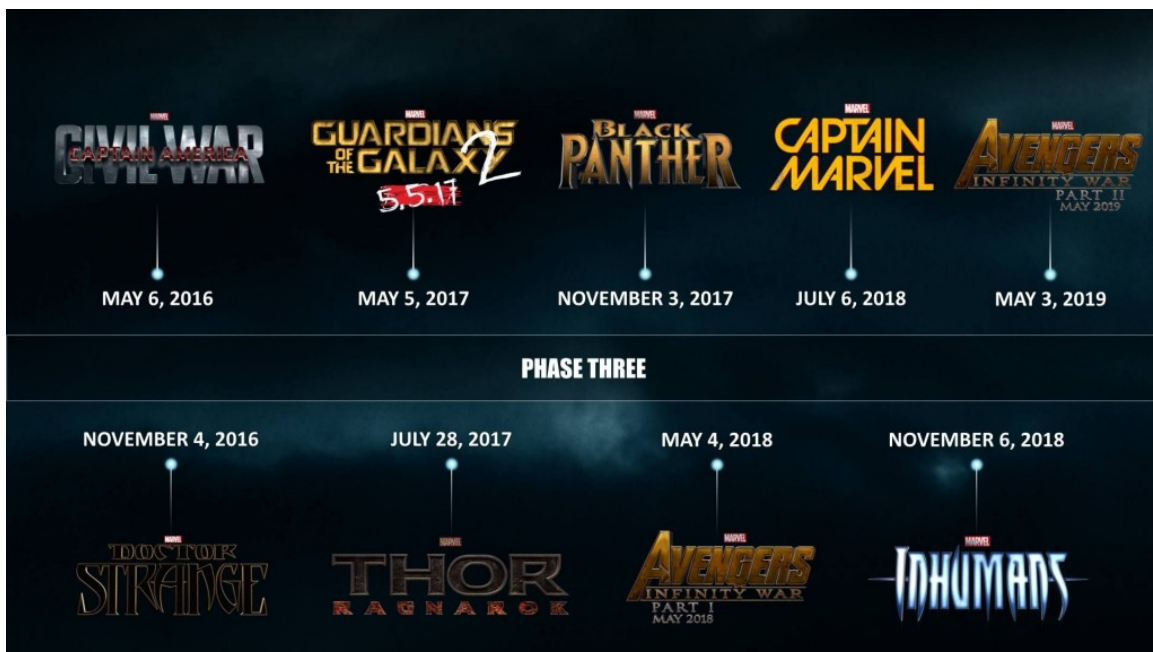 MARVEL
CIVIL WAR
CAPTAIN AMERICA
MAY 6, 2016
MARVEL
GUARDIANS
OF
THE GALAXY 2
5.5.17
MAY 5, 2017
MARVEL
BLACK
PANTHER
NOVEMBER 3, 2017
MARVEL
CAPTAIN
MARVEL
JULY 6, 2018
MARVEL
AVENGERS
INFINITY WAR
PART II
MAY 2019
MAY 3, 2019
PHASE THREE
NOVEMBER 4, 2016
MARVEL
DOCTOR
STRANGE
JULY 28, 2017
MARVEL
THOR
RAGNAROK
MAY 4, 2018
MARVEL
AVENGERS
INFINITY WAR
PART I
MAY 2018
NOVEMBER 6, 2018
MARVEL
INHUMANS